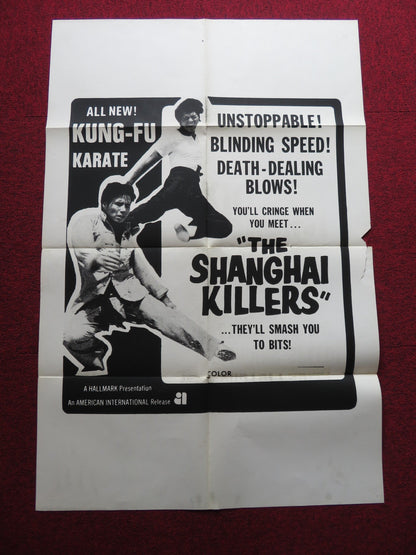 ALL NEW!
KUNG-FU
KARATE
UNSTOPPABLE!
BLINDING SPEED!
DEATH-DEALING
BLOWS!
YOU'LL CRINGE WHEN
YOU MEET...
"THE
SHANGHAI
KILLERS"
...THEY'LL SMASH YOU
TO BITS!
COLOR
A HALLMARK Presentation
An AMERICAN INTERNATIONAL Release